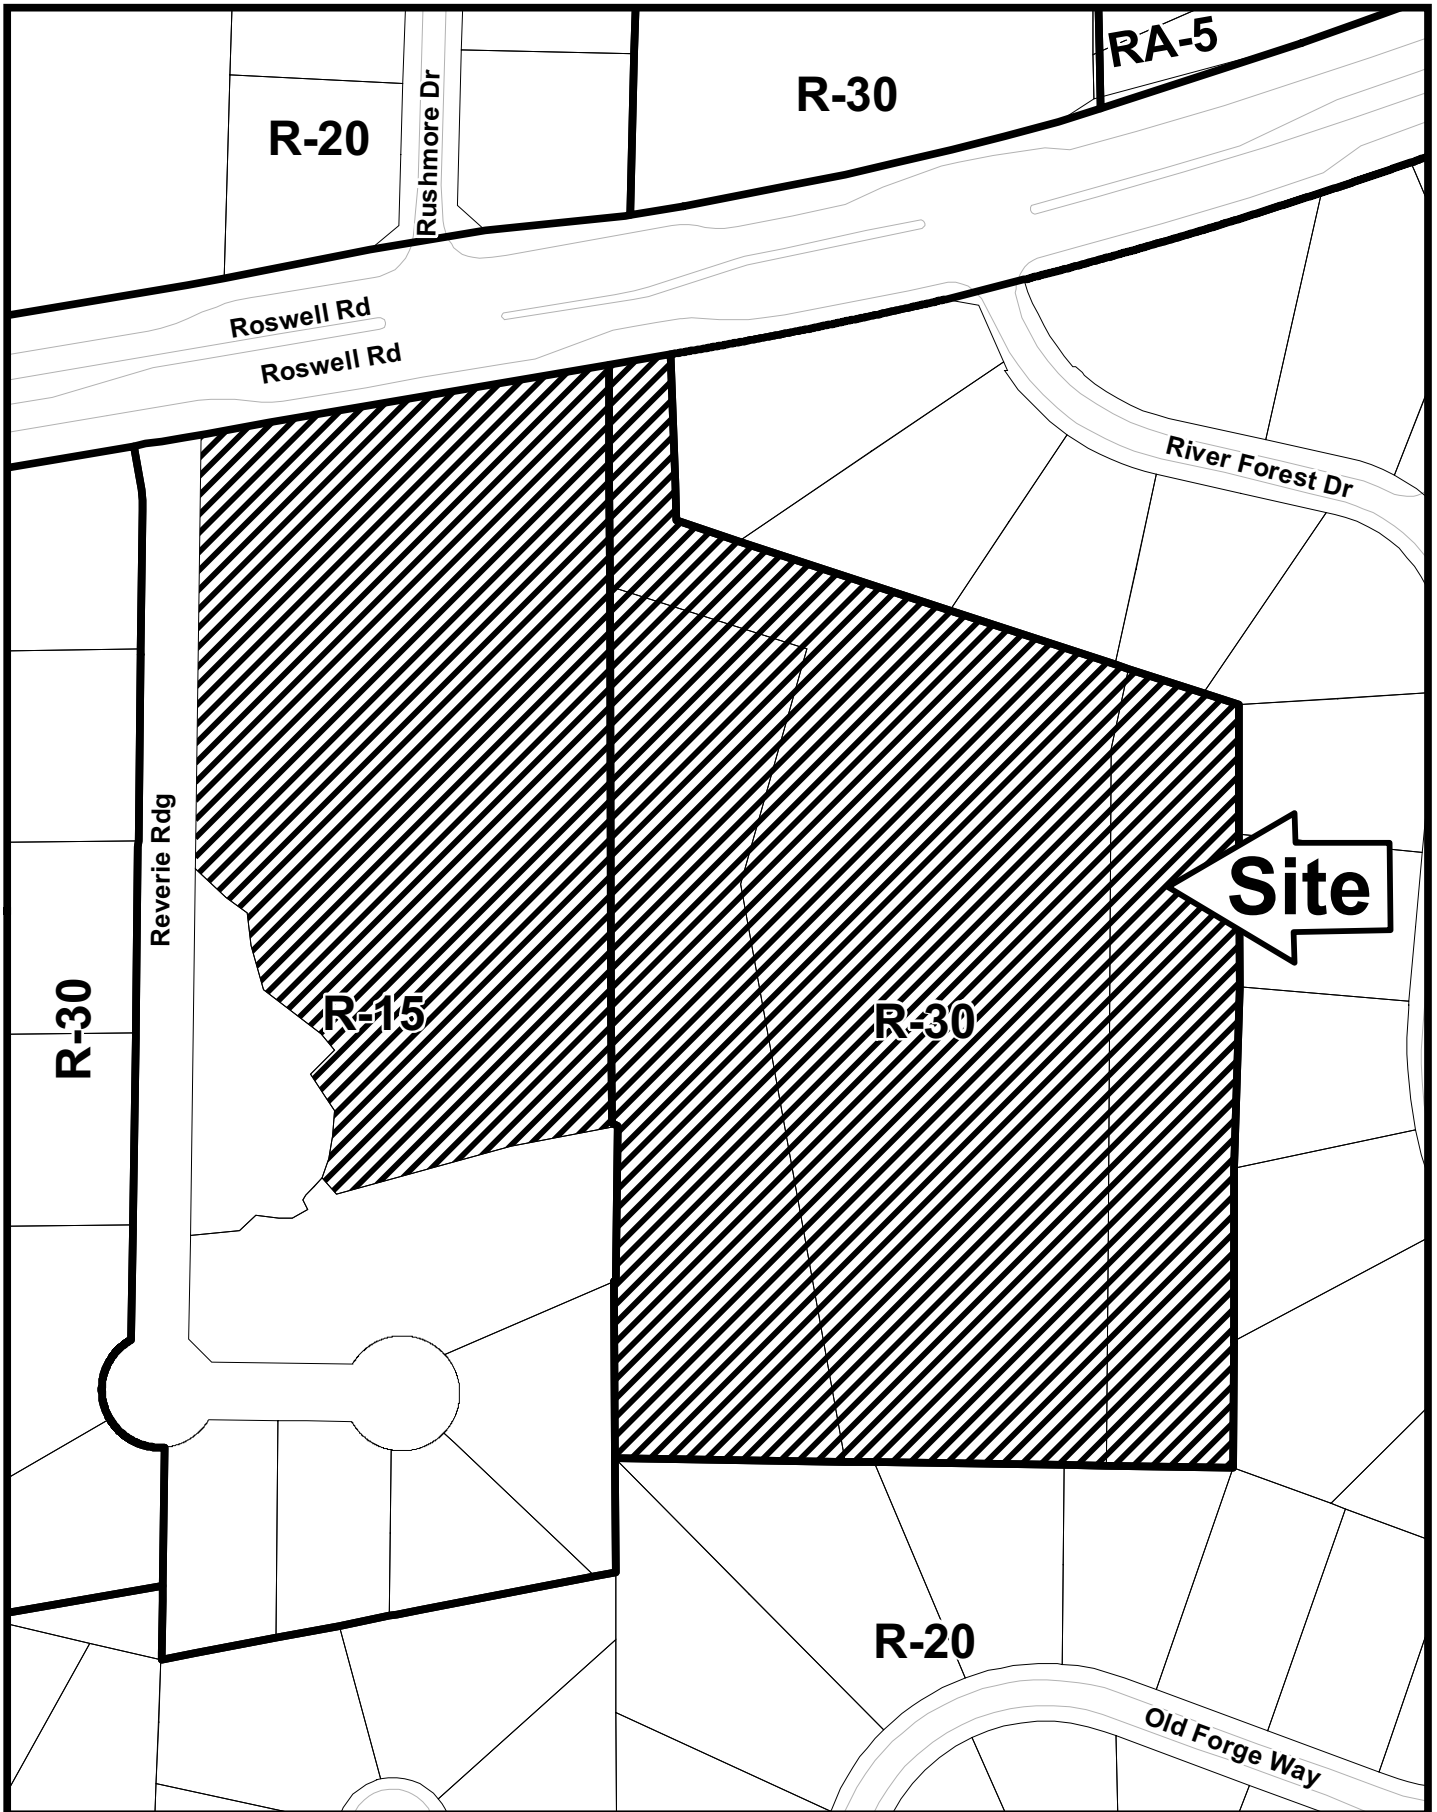 RA-5
R-30
R-20
Rushmore Dr
Roswell Rd
Roswell Rd
River Forest Dr
Reverie Rdg
Site
R-30
R-15
R-30
R-20
Old Forge Way